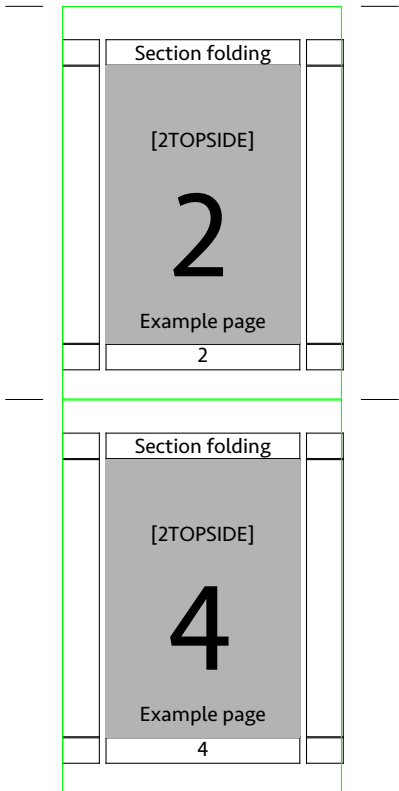 Section folding
[2TOPSIDE]
2
Example page
2
Section folding
[2TOPSIDE]
4
Example page
4